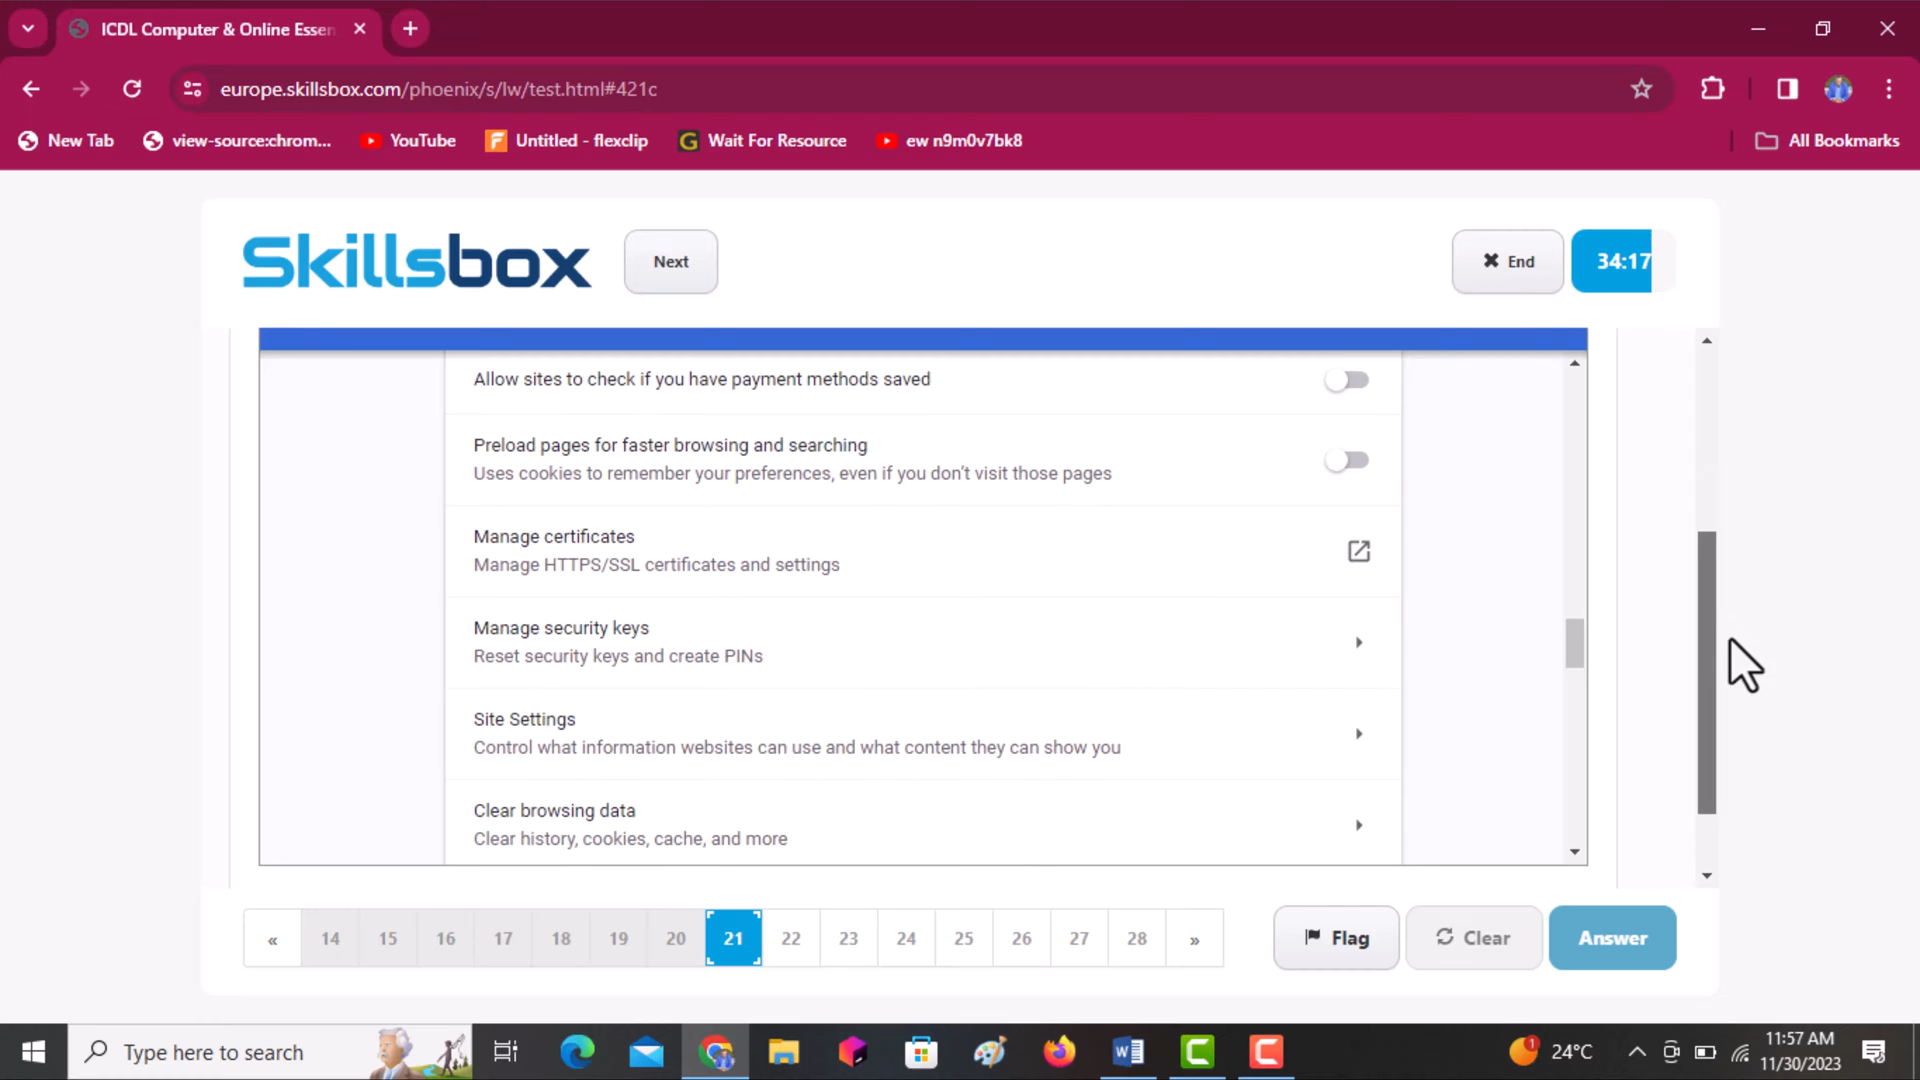 ICDL Computer & Online Essen
europe.skillsbox.com/phoenix/s/lw/test.html#421c
New Tab
view-source:chrom...
YouTube
Untitled - flexclip
Wait For Resource
ew n9m0v7bk8
All Bookmarks
Skillsbox
Next
End
34:17
Allow sites to check if you have payment methods saved
Preload pages for faster browsing and searching
Uses cookies to remember your preferences, even if you don't visit those pages
Manage certificates
Manage HTTPS/SSL certificates and settings
Manage security keys
Reset security keys and create PINs
Site Settings
Control what information websites can use and what content they can show you
Clear browsing data
Clear history, cookies, cache, and more
« 14 15 16 17 18 19 20 21 22 23 24 25 26 27 28 »
Flag
Clear
Answer
Type here to search
1
24°C
11:57 AM
11/30/2023